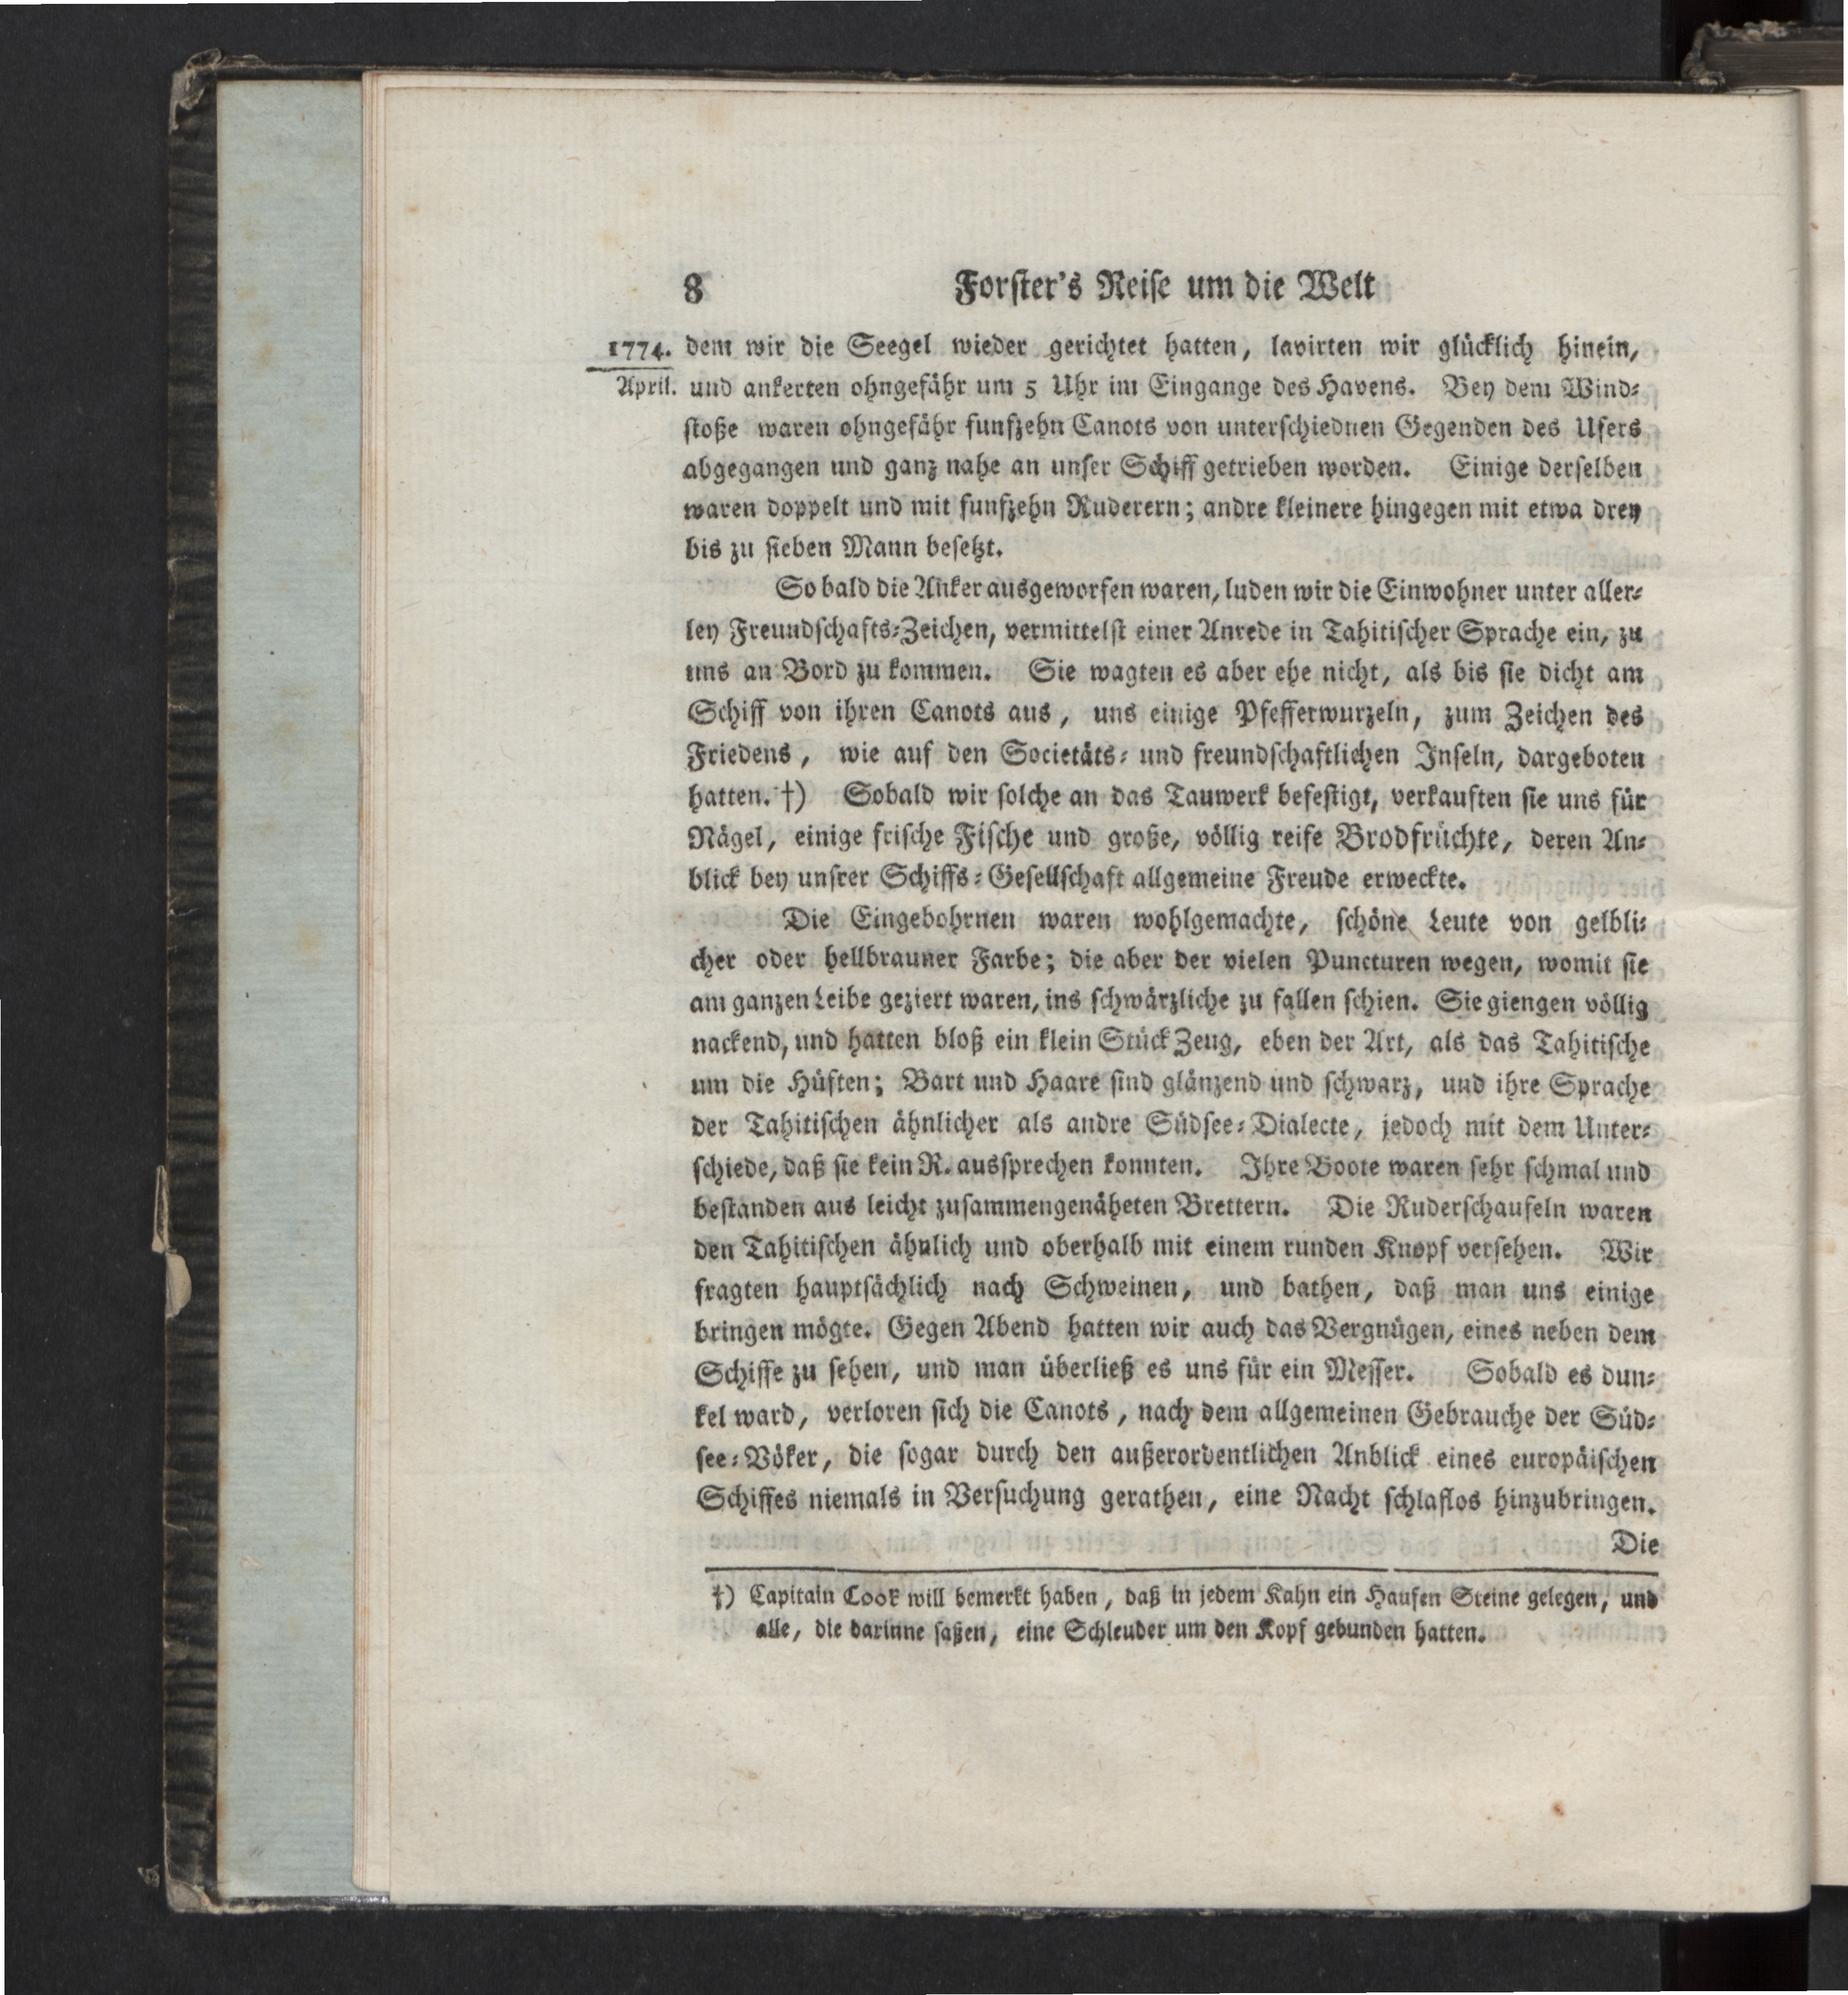 8 Forster's Reise um die Welt
1774. dem wir die Seegel wieder gerichtet hatten, lavirten wir glücklich hinein,
April. und ankerten ohngefähr um 5 Uhr im Eingange des Havens. Bey dem Wind-
stoße waren ohngefähr funfzehn Canots von unterschiednen Gegenden des Ufers
abgegangen und ganz nahe an unser Schiff getrieben worden. Einige derselben
waren doppelt und mit funfzehn Ruderern; andre kleinere hingegen mit etwa drey
bis zu sieben Mann besetzt.
So bald die Anker ausgeworfen waren, luden wir die Einwohner unter aller-
ley Freundschafts-Zeichen, vermittelst einer Anrede in Tahitischer Sprache ein, zu
uns an Bord zu kommen. Sie wagten es aber ehe nicht, als bis sie dicht am
Schiff von ihren Canots aus, uns einige Pfefferwurzeln, zum Zeichen des
Friedens, wie auf den Societäts- und freundschaftlichen Inseln, dargeboten
hatten. †) Sobald wir solche an das Tauwerk befestigt, verkauften sie uns für
Nägel, einige frische Fische und große, völlig reife Brodfrüchte, deren An-
blick bey unsrer Schiffs-Gesellschaft allgemeine Freude erweckte.
Die Eingebohrnen waren wohlgemachte, schöne Leute von gelbli-
cher oder hellbrauner Farbe; die aber der vielen Puncturen wegen, womit sie
am ganzen Leibe geziert waren, ins schwärzliche zu fallen schien. Sie giengen völlig
nackend, und hatten bloß ein klein Stück Zeug, eben der Art, als das Tahitische
um die Hüften; Bart und Haare sind glänzend und schwarz, und ihre Sprache
der Tahitischen ähnlicher als andre Südsee-Dialecte, jedoch mit dem Unter-
schiede, daß sie kein R. aussprechen konnten. Ihre Boote waren sehr schmal und
bestanden aus leicht zusammengenäheten Brettern. Die Ruderschaufeln waren
den Tahitischen ähnlich und oberhalb mit einem runden Knopf versehen. Wir
fragten hauptsächlich nach Schweinen, und bathen, daß man uns einige
bringen mögte. Gegen Abend hatten wir auch das Vergnügen, eines neben dem
Schiffe zu sehen, und man überließ es uns für ein Messer. Sobald es dun-
kel ward, verloren sich die Canots, nach dem allgemeinen Gebrauche der Süd-
see-Völker, die sogar durch den außerordentlichen Anblick eines europäischen
Schiffes niemals in Versuchung gerathen, eine Nacht schlaflos hinzubringen.
Die
†) Capitain Cook will bemerkt haben, daß in jedem Kahn ein Haufen Steine gelegen, und
alle, die darinne saßen, eine Schleuder um den Kopf gebunden hatten.